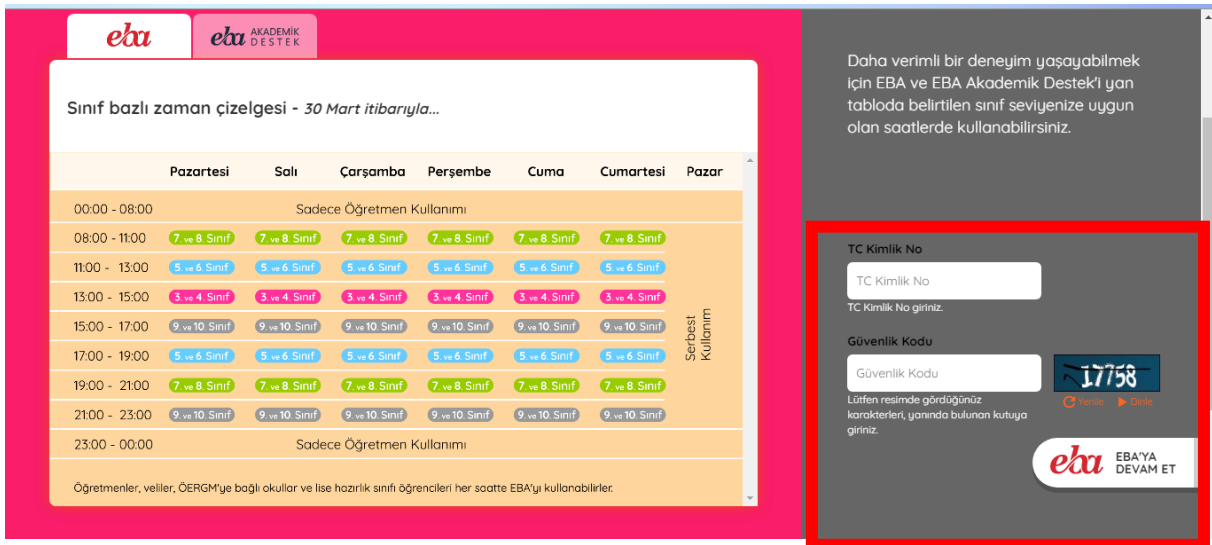 eba
eba AKADEMİK DESTEK
Sınıf bazlı zaman çizelgesi - 30 Mart itibarıyla...
Pazartesi Salı Çarşamba Perşembe Cuma Cumartesi Pazar
00:00 - 08:00 Sadece Öğretmen Kullanımı
08:00 - 11:00 7. ve 8. Sınıf 7. ve 8. Sınıf 7. ve 8. Sınıf 7. ve 8. Sınıf 7. ve 8. Sınıf 7. ve 8. Sınıf
11:00 - 13:00 5. ve 6. Sınıf 5. ve 6. Sınıf 5. ve 6. Sınıf 5. ve 6. Sınıf 5. ve 6. Sınıf 5. ve 6. Sınıf
13:00 - 15:00 3. ve 4. Sınıf 3. ve 4. Sınıf 3. ve 4. Sınıf 3. ve 4. Sınıf 3. ve 4. Sınıf 3. ve 4. Sınıf
15:00 - 17:00 9. ve 10. Sınıf 9. ve 10. Sınıf 9. ve 10. Sınıf 9. ve 10. Sınıf 9. ve 10. Sınıf 9. ve 10. Sınıf
17:00 - 19:00 5. ve 6. Sınıf 5. ve 6. Sınıf 5. ve 6. Sınıf 5. ve 6. Sınıf 5. ve 6. Sınıf 5. ve 6. Sınıf
19:00 - 21:00 7. ve 8. Sınıf 7. ve 8. Sınıf 7. ve 8. Sınıf 7. ve 8. Sınıf 7. ve 8. Sınıf 7. ve 8. Sınıf
21:00 - 23:00 9. ve 10. Sınıf 9. ve 10. Sınıf 9. ve 10. Sınıf 9. ve 10. Sınıf 9. ve 10. Sınıf 9. ve 10. Sınıf
Serbest
Kullanım
23:00 - 00:00 Sadece Öğretmen Kullanımı
Öğretmenler, veliler, ÖERGM'ye bağlı okullar ve lise hazırlık sınıfı öğrencileri her saatte EBA'yı kullanabilirler.
Daha verimli bir deneyim yaşayabilmek
için EBA ve EBA Akademik Destek'i yan
tabloda belirtilen sınıf seviyenize uygun
olan saatlerde kullanabilirsiniz.
TC Kimlik No
TC Kimlik No
TC Kimlik No giriniz.
Güvenlik Kodu
Güvenlik Kodu
17758
Lütfen resimde gördüğünüz
karakterleri, yanında bulunan kutuya
giriniz.
Yenile Dinle
eba EBA'YA
DEVAM ET